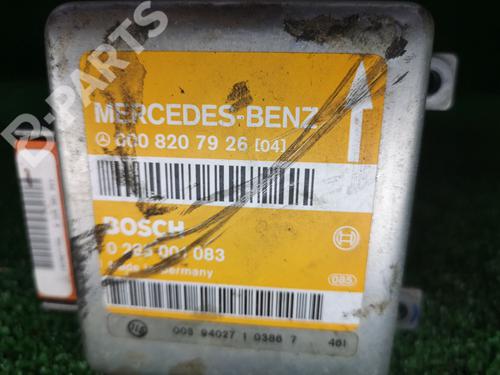 B-PARTS
MERCEDES-BENZ
000 820 79 26 [04]
BOSCH
0 285 001 083
Made in Germany
085
008 94027 1 0386 7 461